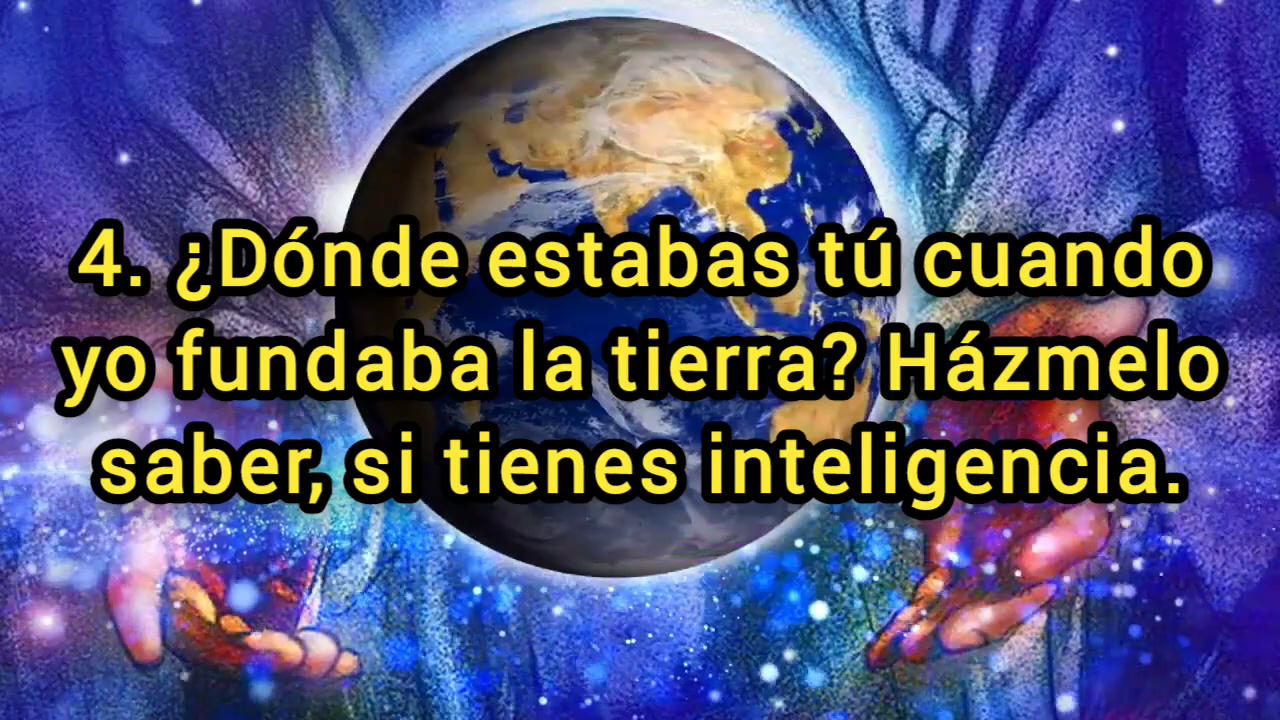 4. ¿Dónde estabas tú cuando
yo fundaba la tierra? Házmelo
saber, si tienes inteligencia.